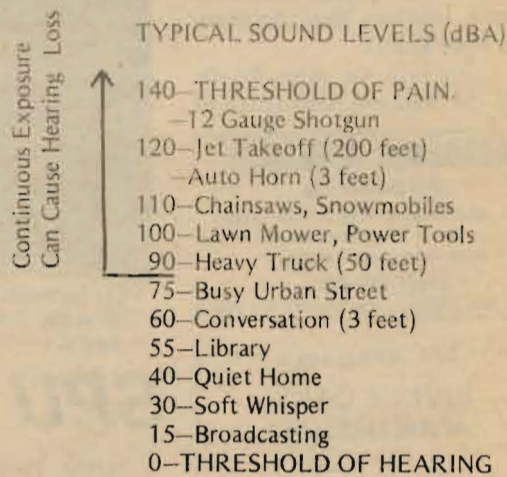 Continuous Exposure
Can Cause Hearing Loss
TYPICAL SOUND LEVELS (dBA)
140—THRESHOLD OF PAIN
—12 Gauge Shotgun
120—Jet Takeoff (200 feet)
—Auto Horn (3 feet)
110—Chainsaws, Snowmobiles
100—Lawn Mower, Power Tools
90—Heavy Truck (50 feet)
75—Busy Urban Street
60—Conversation (3 feet)
55—Library
40—Quiet Home
30—Soft Whisper
15—Broadcasting
0—THRESHOLD OF HEARING